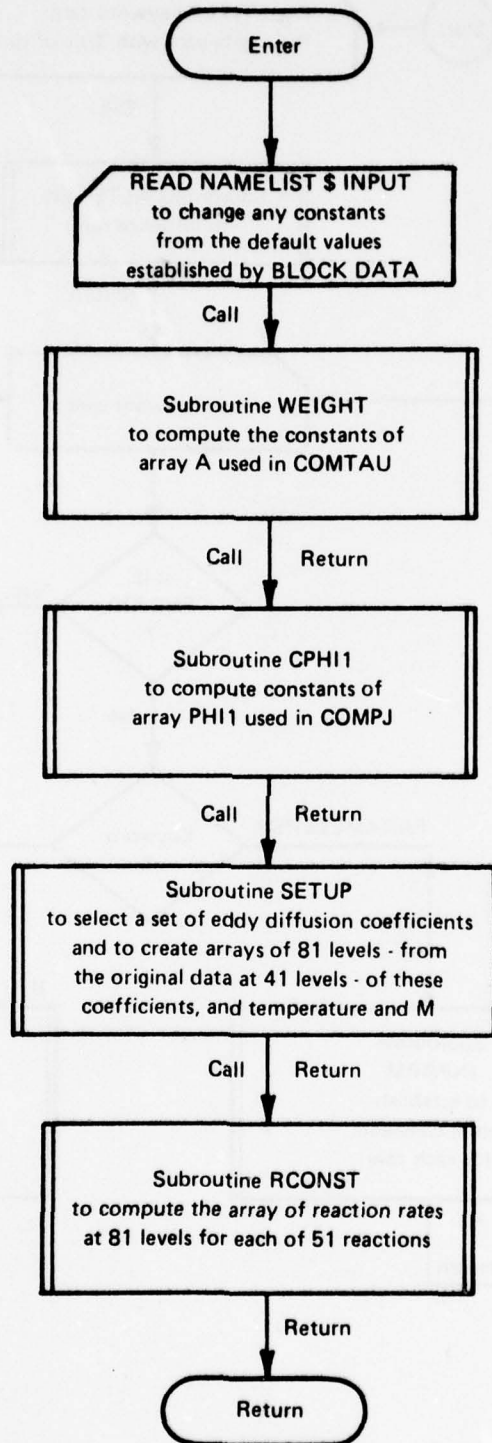 Enter
READ NAMELIST $ INPUT
to change any constants
from the default values
established by BLOCK DATA
Call
Subroutine WEIGHT
to compute the constants of
array A used in COMTAU
Call Return
Subroutine CPHI1
to compute constants of
array PHI1 used in COMPJ
Call Return
Subroutine SETUP
to select a set of eddy diffusion coefficients
and to create arrays of 81 levels - from
the original data at 41 levels - of these
coefficients, and temperature and M
Call Return
Subroutine RCONST
to compute the array of reaction rates
at 81 levels for each of 51 reactions
Return
Return